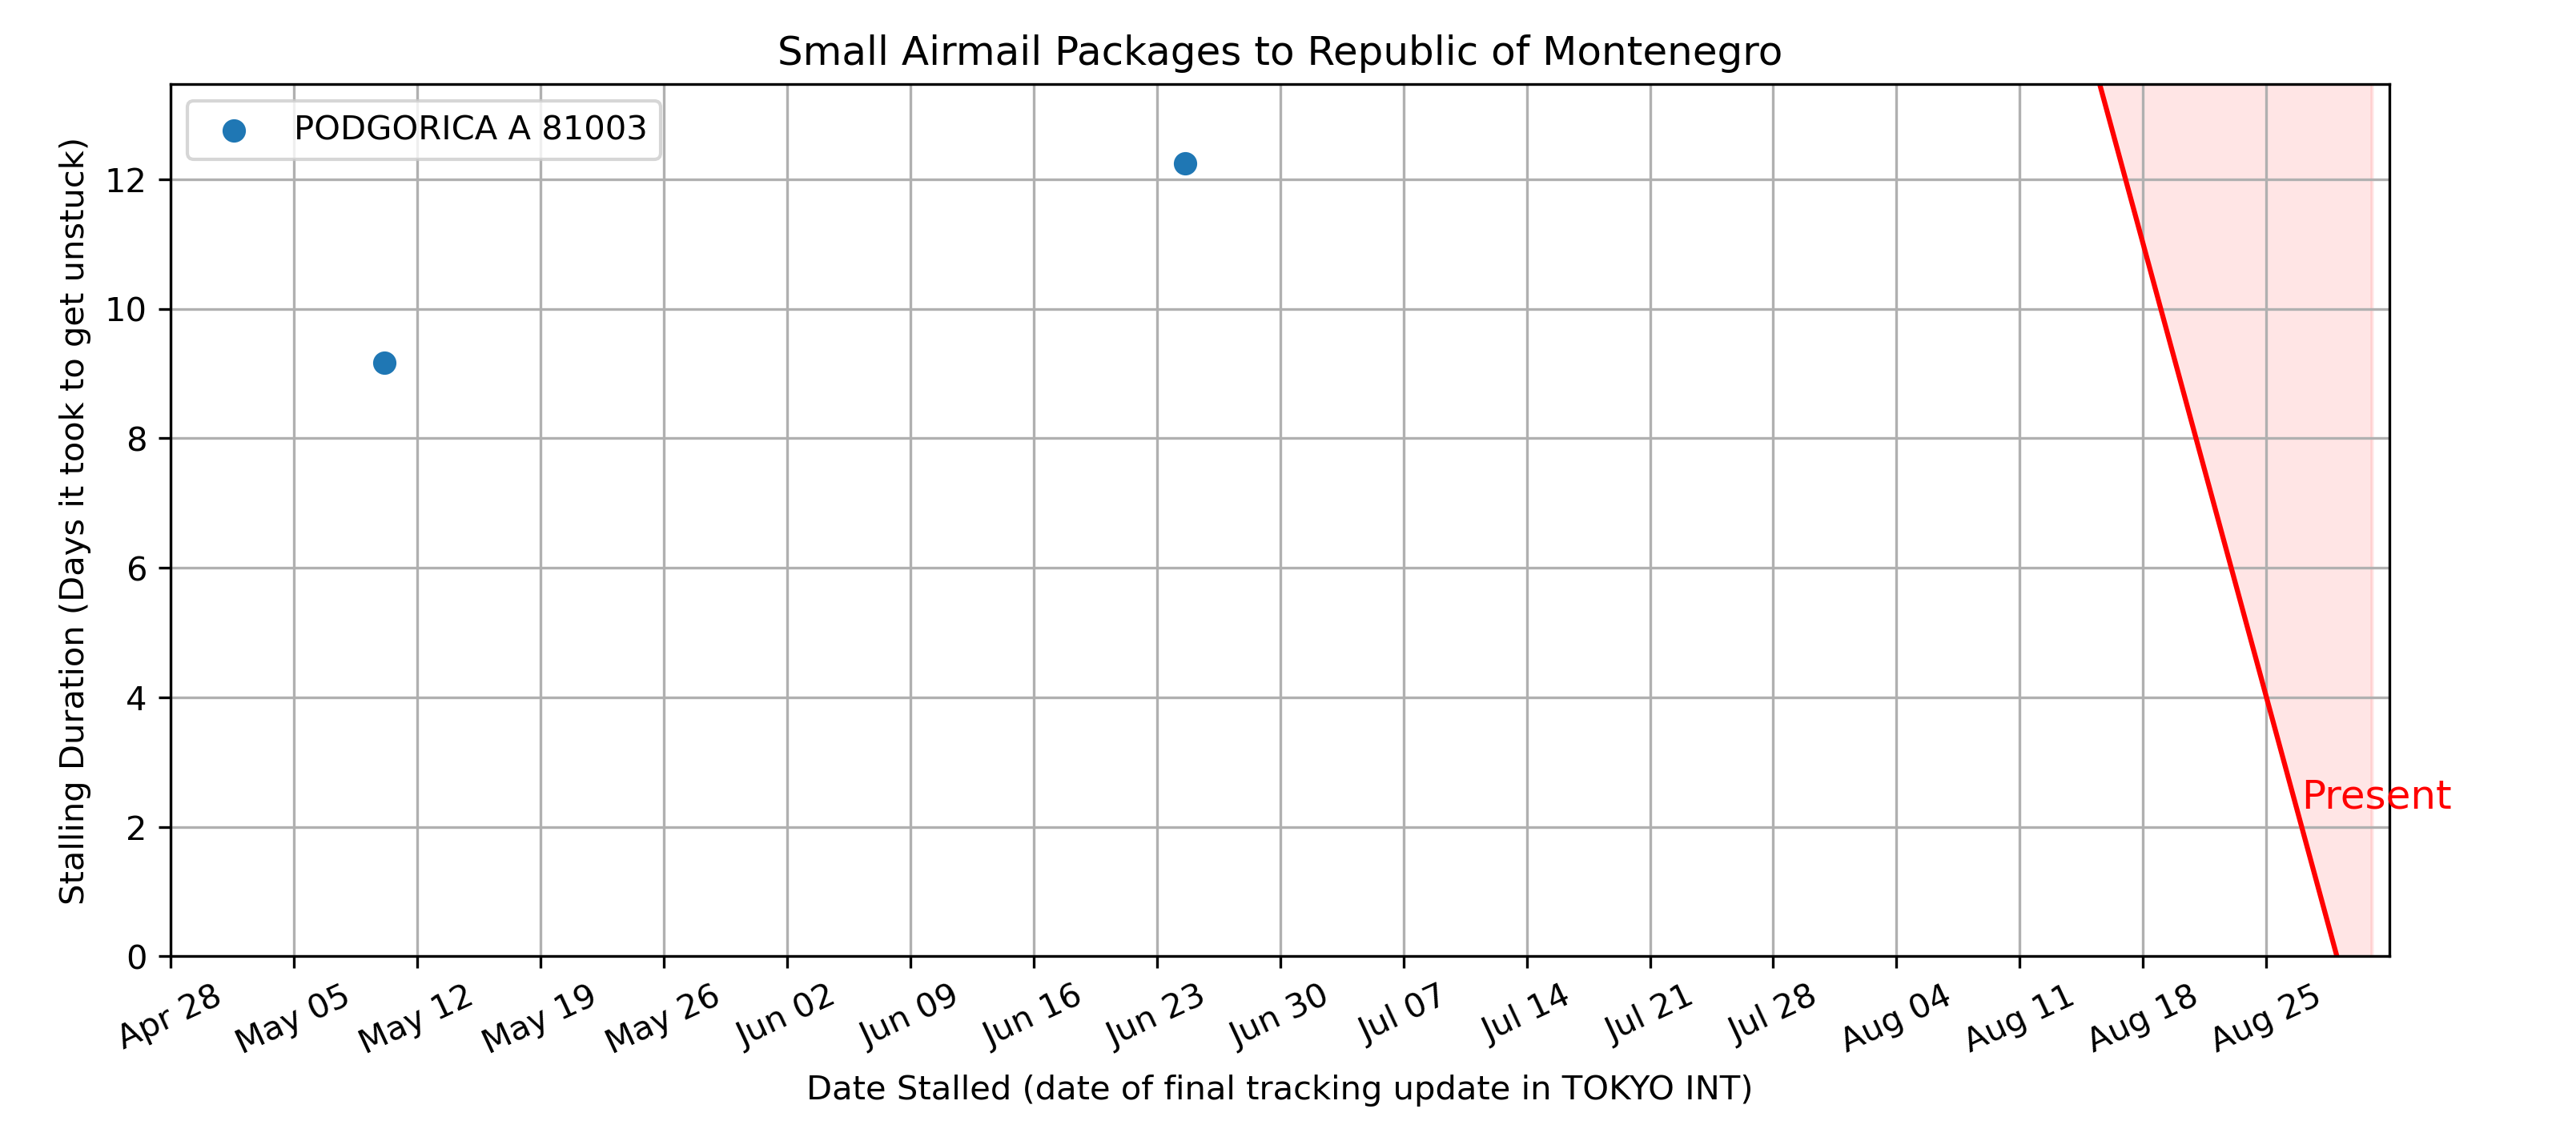 Small Airmail Packages to Republic of Montenegro
PODGORICA A 81003
Stalling Duration (Days it took to get unstuck)
12
10
8
6
4
2
0
Present
Apr 28
May 05
May 12
May 19
May 26
Jun 02
Jun 09
Jun 16
Jun 23
Jun 30
Jul 07
Jul 14
Jul 21
Jul 28
Aug 04
Aug 11
Aug 18
Aug 25
Date Stalled (date of final tracking update in TOKYO INT)